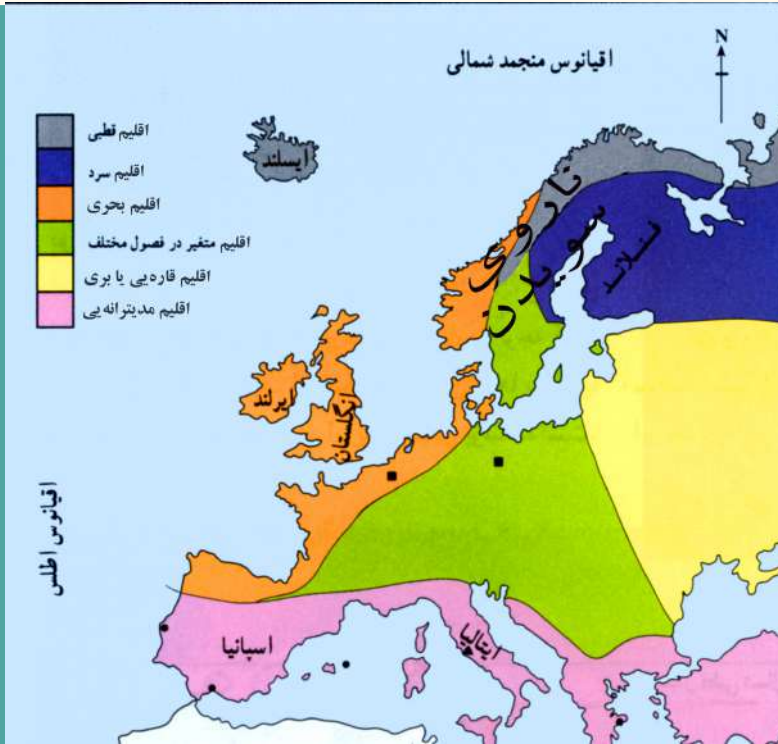 اقیانوس منجمد شمالی
N
اقلیم قطبی
اقلیم سرد
اقلیم بحری
اقلیم متغیر در فصول مختلف
اقلیم قاره‌یی یا بری
اقلیم مدیترانه‌یی
ایسلند
ناروی
سویدن
فنلاند
ایرلند
انگلستان
اقیانوس اطلس
اسپانیا
ایتالیا